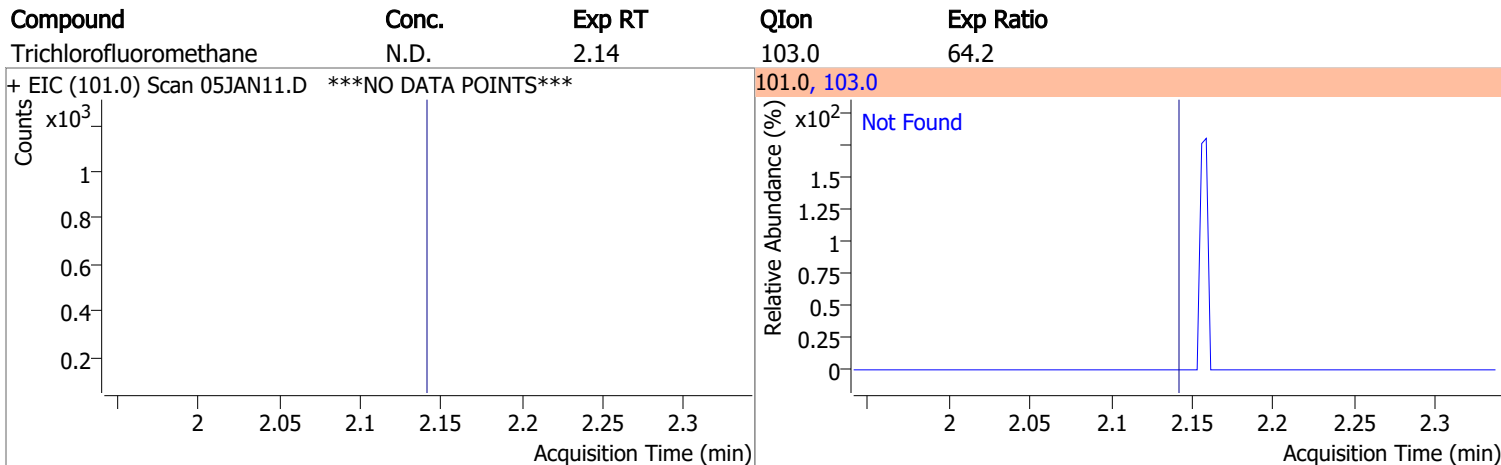 Compound Conc. Exp RT QIon Exp Ratio
Trichlorofluoromethane N.D. 2.14 103.0 64.2
+ EIC (101.0) Scan 05JAN11.D ***NO DATA POINTS***
Counts
x10³
1
0.8
0.6
0.4
0.2
2 2.05 2.1 2.15 2.2 2.25 2.3
Acquisition Time (min)
101.0, 103.0
Relative Abundance (%)
x10²
Not Found
1.5
1.25
1
0.75
0.5
0.25
0
2 2.05 2.1 2.15 2.2 2.25 2.3
Acquisition Time (min)